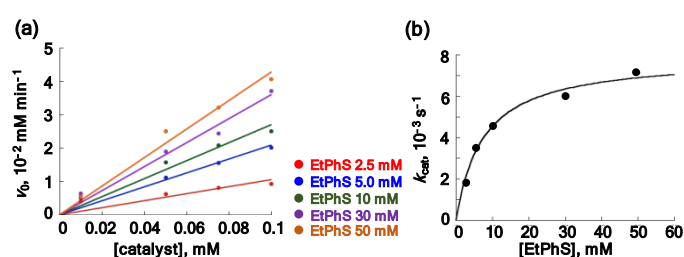 (a)
5
4
3
2
1
0
0 0.02 0.04 0.06 0.08 0.1
ν₀, 10⁻² mM min⁻¹
[catalyst], mM
EtPhS 2.5 mM
EtPhS 5.0 mM
EtPhS 10 mM
EtPhS 30 mM
EtPhS 50 mM
(b)
8
6
4
2
0
0 10 20 30 40 50 60
kcat, 10⁻³ s⁻¹
[EtPhS], mM